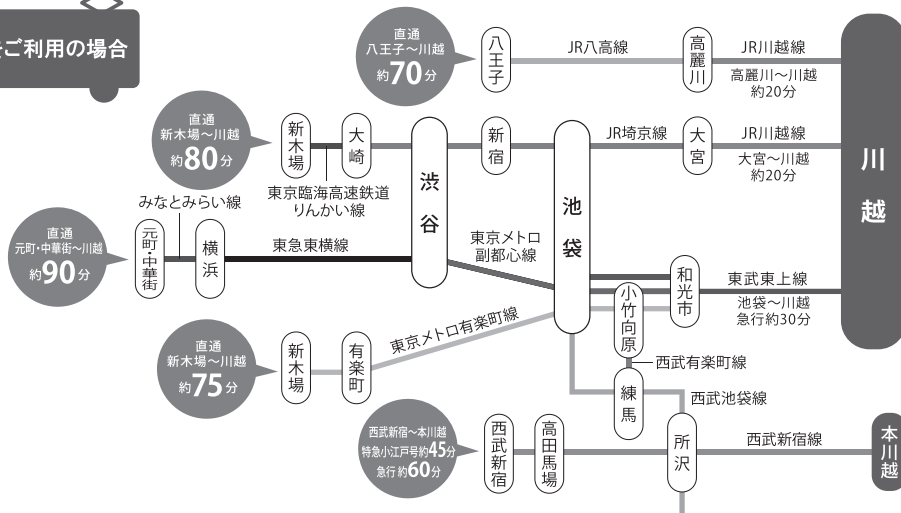 ご利用の場合
直通
八王子～川越
約70分
八王子
JR八高線
高麗川
JR川越線
高麗川～川越
約20分
直通
新木場～川越
約80分
新木場
大崎
東京臨海高速鉄道
りんかい線
渋谷
新宿
池袋
JR埼京線
大宮
JR川越線
大宮～川越
約20分
川越
みなとみらい線
直通
元町・中華街～川越
約90分
元町・中華街
横浜
東急東横線
東京メトロ
副都心線
小竹向原
和光市
東武東上線
池袋～川越
急行約30分
直通
新木場～川越
約75分
新木場
有楽町
東京メトロ有楽町線
西武有楽町線
練馬
西武池袋線
西武新宿～本川越
特急小江戸号約45分
急行 約60分
西武新宿
高田馬場
所沢
西武新宿線
本川越